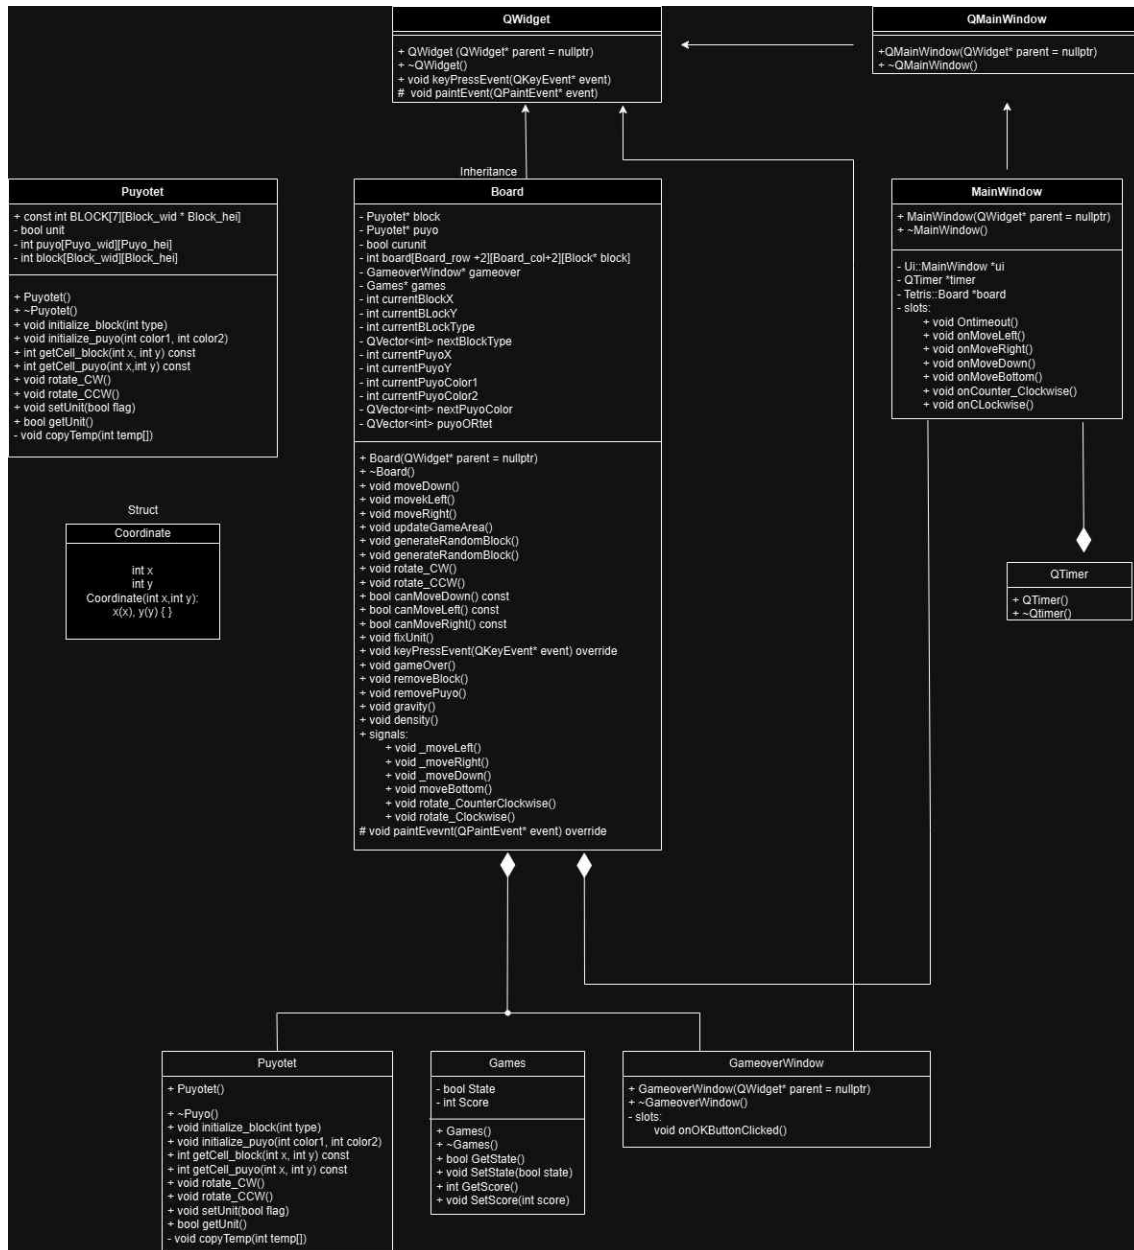 QWidget
+ QWidget (QWidget* parent = nullptr)
+ ~QWidget()
+ void keyPressEvent(QKeyEvent* event)
# void paintEvent(QPaintEvent* event)
QMainWindow
+QMainWindow(QWidget* parent = nullptr)
+ ~QMainWindow()
Inheritance
Puyotet
+ const int BLOCK[7][Block_wid * Block_hei]
- bool unit
- int puyo[Puyo_wid][Puyo_hei]
- int block[Block_wid][Block_hei]
+ Puyotet()
+ ~Puyotet()
+ void initialize_block(int type)
+ void initialize_puyo(int color1, int color2)
+ int getCell_block(int x, int y) const
+ int getCell_puyo(int x,int y) const
+ void rotate_CW()
+ void rotate_CCW()
+ void setUnit(bool flag)
+ bool getUnit()
- void copyTemp(int temp[])
Board
- Puyotet* block
- Puyotet* puyo
- bool curunit
- int board[Board_row +2][Board_col+2][Block* block]
- GameoverWindow* gameover
- Games* games
- int currentBlockX
- int currentBLockY
- int currentBLockType
- QVector<int> nextBlockType
- int currentPuyoX
- int currentPuyoY
- int currentPuyoColor1
- int currentPuyoColor2
- QVector<int> nextPuyoColor
- QVector<int> puyoORtet
+ Board(QWidget* parent = nullptr)
+ ~Board()
+ void moveDown()
+ void movekLeft()
+ void moveRight()
+ void updateGameArea()
+ void generateRandomBlock()
+ void generateRandomBlock()
+ void rotate_CW()
+ void rotate_CCW()
+ bool canMoveDown() const
+ bool canMoveLeft() const
+ bool canMoveRight() const
+ void fixUnit()
+ void keyPressEvent(QKeyEvent* event) override
+ void gameOver()
+ void removeBlock()
+ void removePuyo()
+ void gravity()
+ void density()
+ signals:
+ void _moveLeft()
+ void _moveRight()
+ void _moveDown()
+ void moveBottom()
+ void rotate_CounterClockwise()
+ void rotate_Clockwise()
# void paintEvevnt(QPaintEvent* event) override
MainWindow
+ MainWindow(QWidget* parent = nullptr)
+ ~MainWindow()
- Ui::MainWindow *ui
- QTimer *timer
- Tetris::Board *board
- slots:
+ void Ontimeout()
+ void onMoveLeft()
+ void onMoveRight()
+ void onMoveDown()
+ void onMoveBottom()
+ void onCounter_Clockwise()
+ void onCLockwise()
Struct
Coordinate
int x
int y
Coordinate(int x,int y):
x(x), y(y) { }
QTimer
+ QTimer()
+ ~Qtimer()
Puyotet
+ Puyotet()
+ ~Puyo()
+ void initialize_block(int type)
+ void initialize_puyo(int color1, int color2)
+ int getCell_block(int x, int y) const
+ int getCell_puyo(int x, int y) const
+ void rotate_CW()
+ void rotate_CCW()
+ void setUnit(bool flag)
+ bool getUnit()
- void copyTemp(int temp[])
Games
- bool State
- int Score
+ Games()
+ ~Games()
+ bool GetState()
+ void SetState(bool state)
+ int GetScore()
+ void SetScore(int score)
GameoverWindow
+ GameoverWindow(QWidget* parent = nullptr)
+ ~GameoverWindow()
- slots:
void onOKButtonClicked()